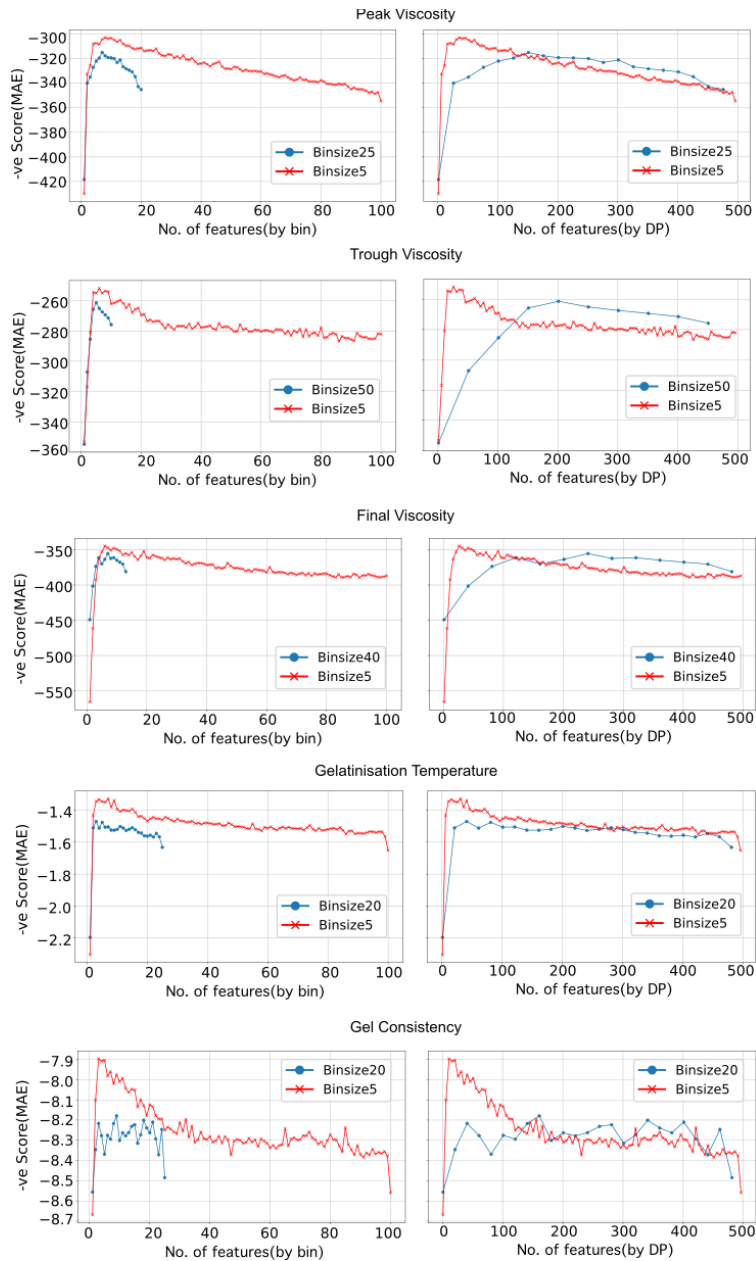 Peak Viscosity
−300
−320
−340
−360
−380
−400
−420
-ve Score(MAE)
Binsize25
Binsize5
0 20 40 60 80 100
No. of features(by bin)
Binsize25
Binsize5
0 100 200 300 400 500
No. of features(by DP)
Trough Viscosity
−260
−280
−300
−320
−340
−360
-ve Score(MAE)
Binsize50
Binsize5
0 20 40 60 80 100
No. of features(by bin)
Binsize50
Binsize5
0 100 200 300 400 500
No. of features(by DP)
Final Viscosity
−350
−400
−450
−500
−550
-ve Score(MAE)
Binsize40
Binsize5
0 20 40 60 80 100
No. of features(by bin)
Binsize40
Binsize5
0 100 200 300 400 500
No. of features(by DP)
Gelatinisation Temperature
−1.4
−1.6
−1.8
−2.0
−2.2
-ve Score(MAE)
Binsize20
Binsize5
0 20 40 60 80 100
No. of features(by bin)
Binsize20
Binsize5
0 100 200 300 400 500
No. of features(by DP)
Gel Consistency
−7.9
−8.0
−8.1
−8.2
−8.3
−8.4
−8.5
−8.6
−8.7
-ve Score(MAE)
Binsize20
Binsize5
0 20 40 60 80 100
No. of features(by bin)
Binsize20
Binsize5
0 100 200 300 400 500
No. of features(by DP)